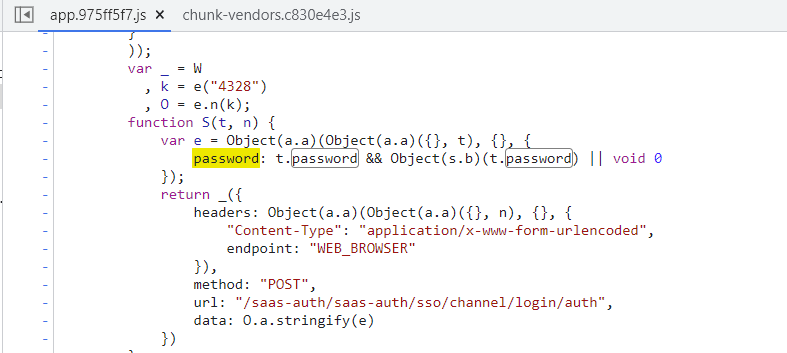 app.975ff5f7.js × chunk-vendors.c830e4e3.js
}
));
var _ = W
, k = e("4328")
, O = e.n(k);
function S(t, n) {
var e = Object(a.a)(Object(a.a)({}, t), {}, {
password: t.password && Object(s.b)(t.password) || void 0
});
return _({
headers: Object(a.a)(Object(a.a)({}, n), {}, {
"Content-Type": "application/x-www-form-urlencoded",
endpoint: "WEB_BROWSER"
}),
method: "POST",
url: "/saas-auth/saas-auth/sso/channel/login/auth",
data: O.a.stringify(e)
})